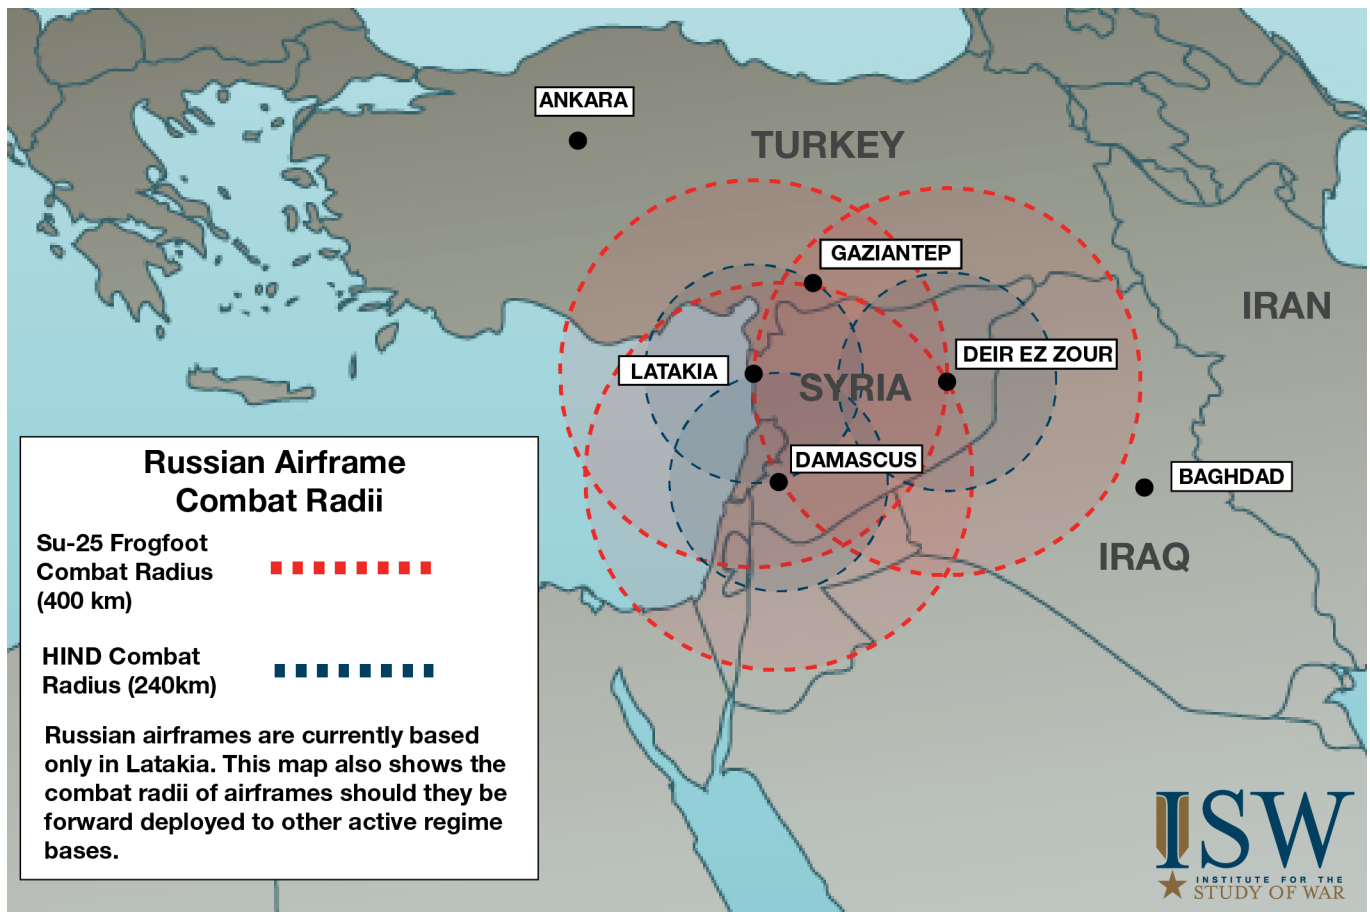 ANKARA
TURKEY
GAZIANTEP
IRAN
DEIR EZ ZOUR
LATAKIA
SYRIA
DAMASCUS
BAGHDAD
IRAQ
Russian Airframe
Combat Radii
Su-25 Frogfoot
Combat Radius
(400 km)
HIND Combat
Radius (240km)
Russian airframes are currently based
only in Latakia. This map also shows the
combat radii of airframes should they be
forward deployed to other active regime
bases.
ISW
INSTITUTE FOR THE
STUDY OF WAR